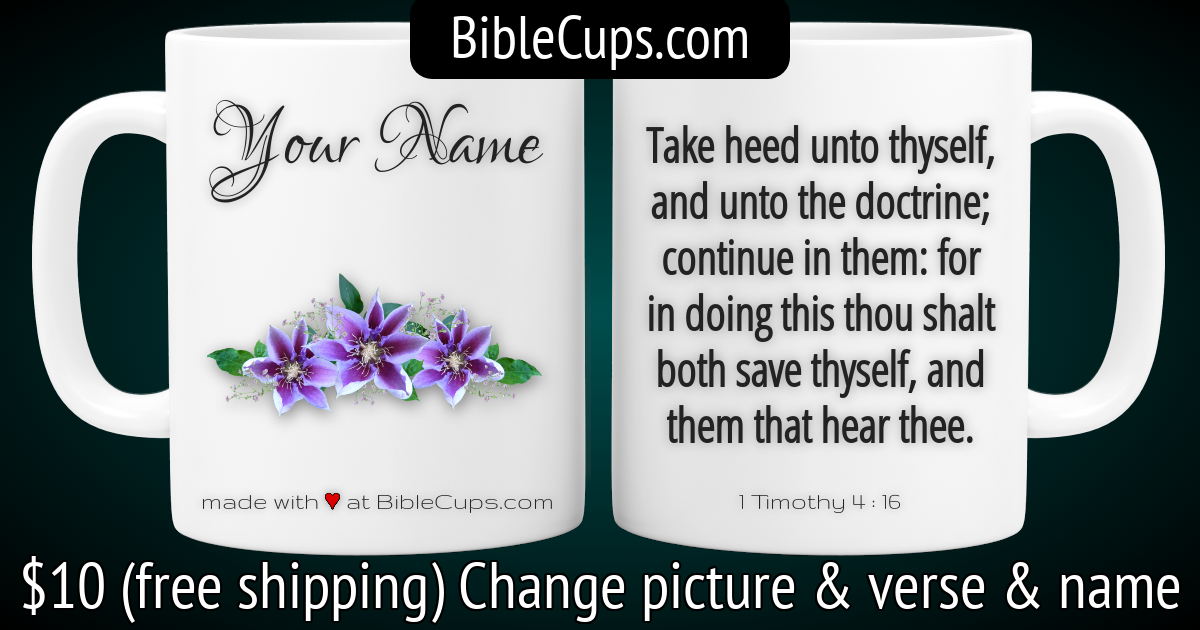 BibleCups.com
Your Name
made with ♥ at BibleCups.com
Take heed unto thyself,
and unto the doctrine;
continue in them: for
in doing this thou shalt
both save thyself, and
them that hear thee.
1 Timothy 4 : 16
$10 (free shipping) Change picture & verse & name